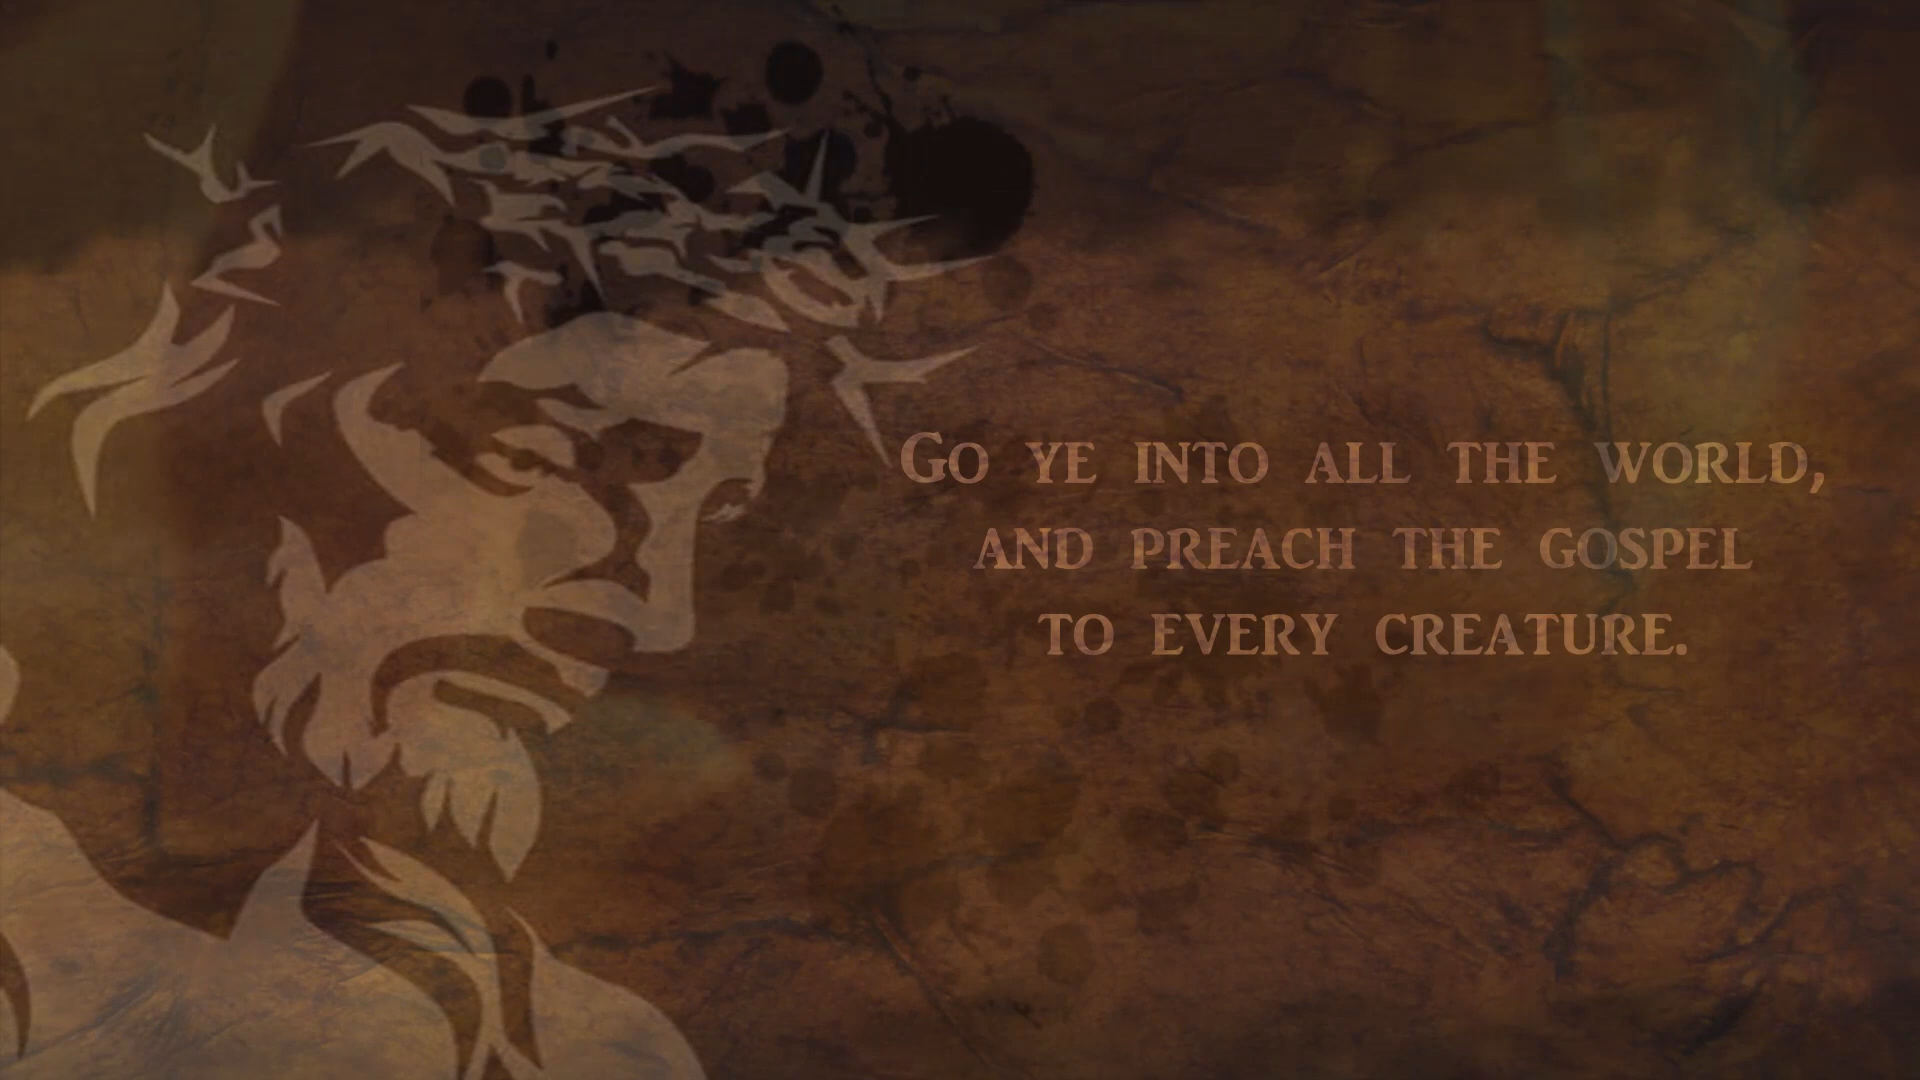 Go ye into all the world,
and preach the gospel
to every creature.